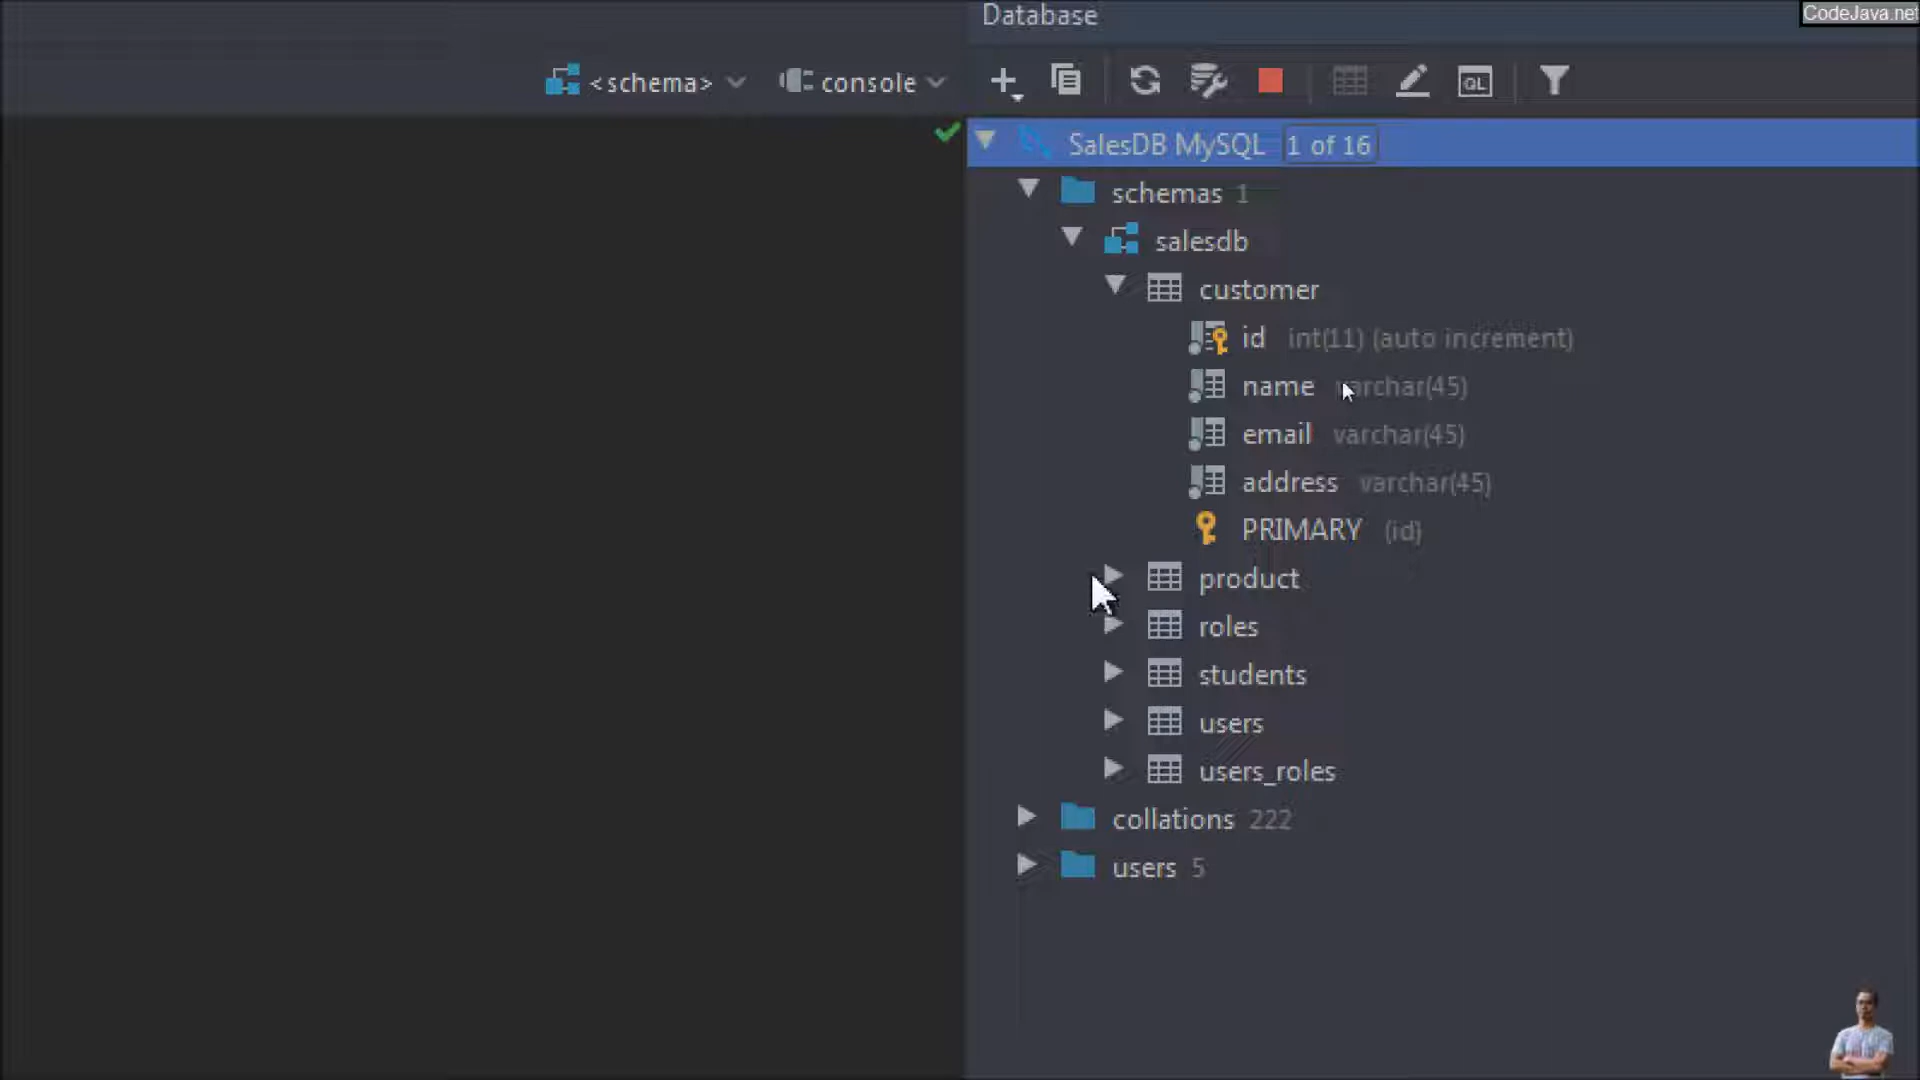 Database
CodeJava.net
<schema>
console
QL
SalesDB MySQL 1 of 16
schemas 1
salesdb
customer
id int(11) (auto increment)
name varchar(45)
email varchar(45)
address varchar(45)
PRIMARY (id)
product
roles
students
users
users_roles
collations 222
users 5